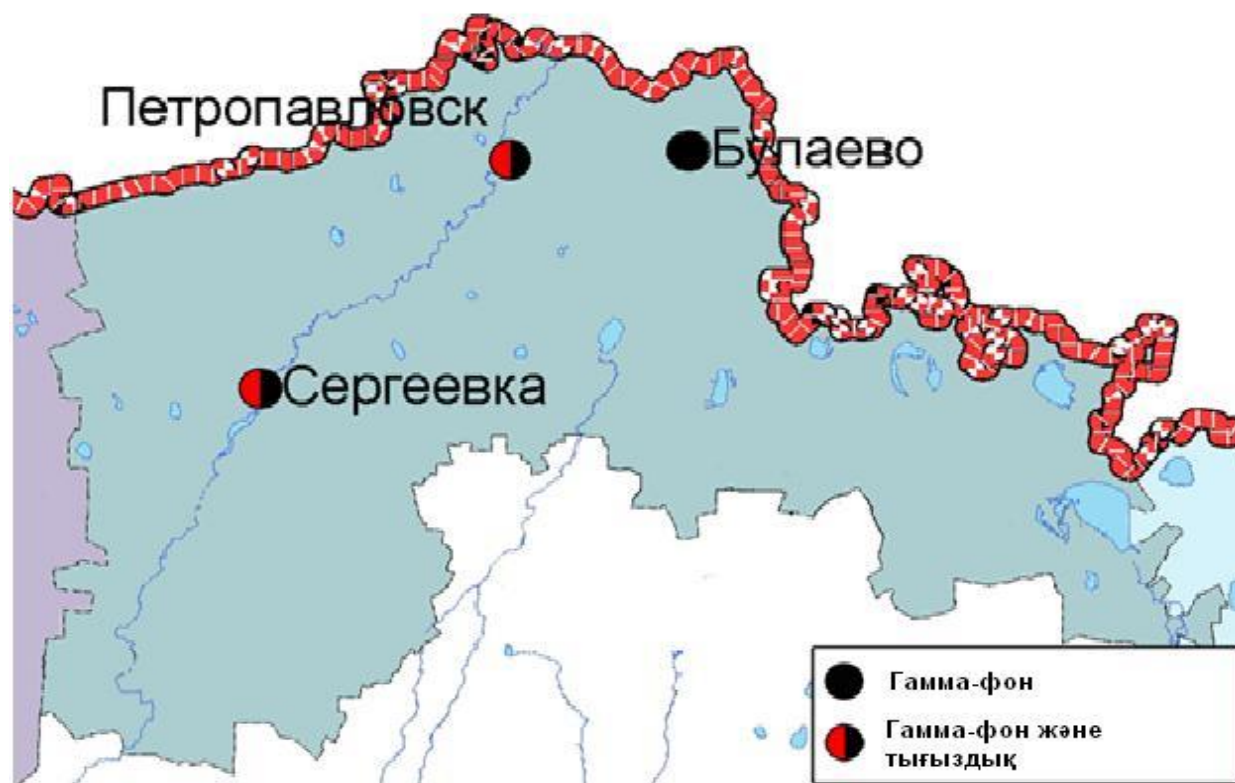 Петропавловск
Булаево
Сергеевка
Гамма-фон
Гамма-фон және
тығыздық